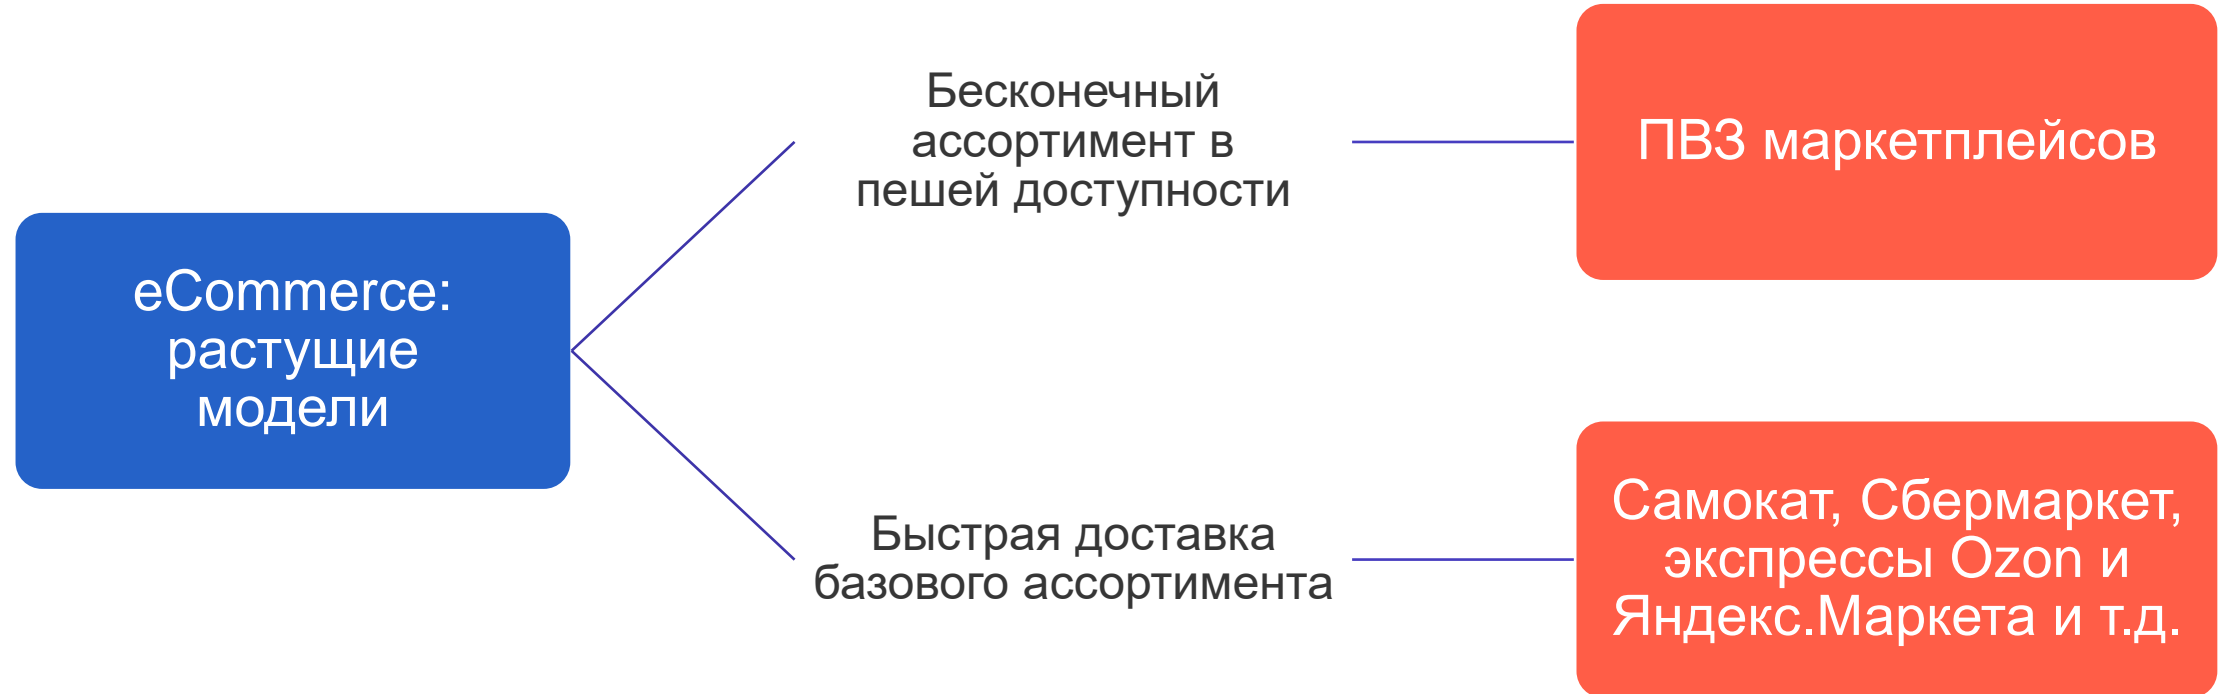 eCommerce:
растущие
модели
Бесконечный
ассортимент в
пешей доступности
ПВЗ маркетплейсов
Быстрая доставка
базового ассортимента
Самокат, Сбермаркет,
экспрессы Ozon и
Яндекс.Маркета и т.д.